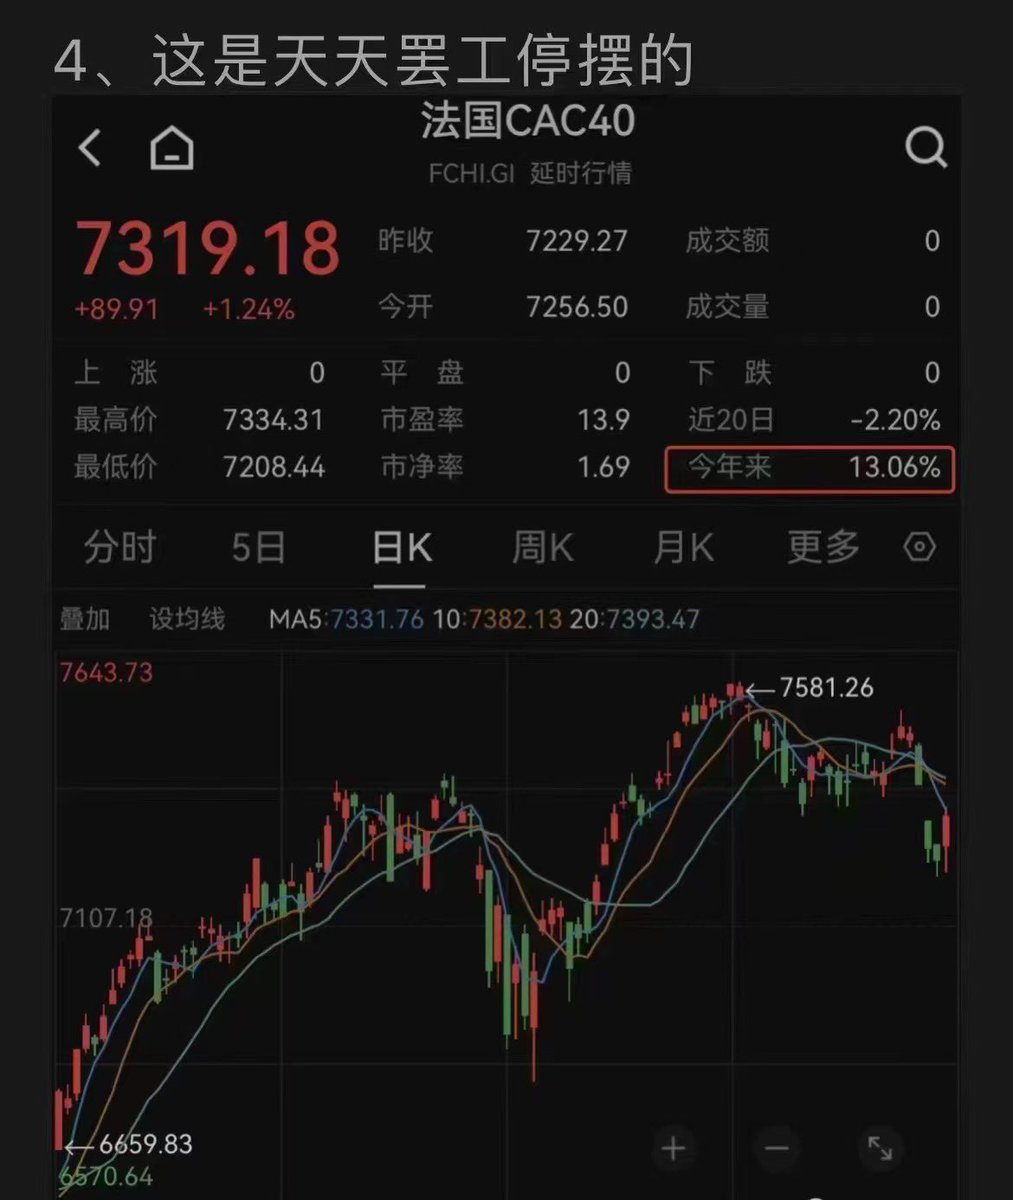 4、这是天天罢工停摆的
法国CAC40
FCHI.GI 延时行情
7319.18 昨收 7229.27 成交额 0
+89.91 +1.24% 今开 7256.50 成交量 0
上 涨 0 平 盘 0 下 跌 0
最高价 7334.31 市盈率 13.9 近20日 -2.20%
最低价 7208.44 市净率 1.69 今年来 13.06%
分时 5日 日K 周K 月K 更多
叠加 设均线 MA5:7331.76 10:7382.13 20:7393.47
7643.73
←7581.26
7107.18
←6659.83
6570.64